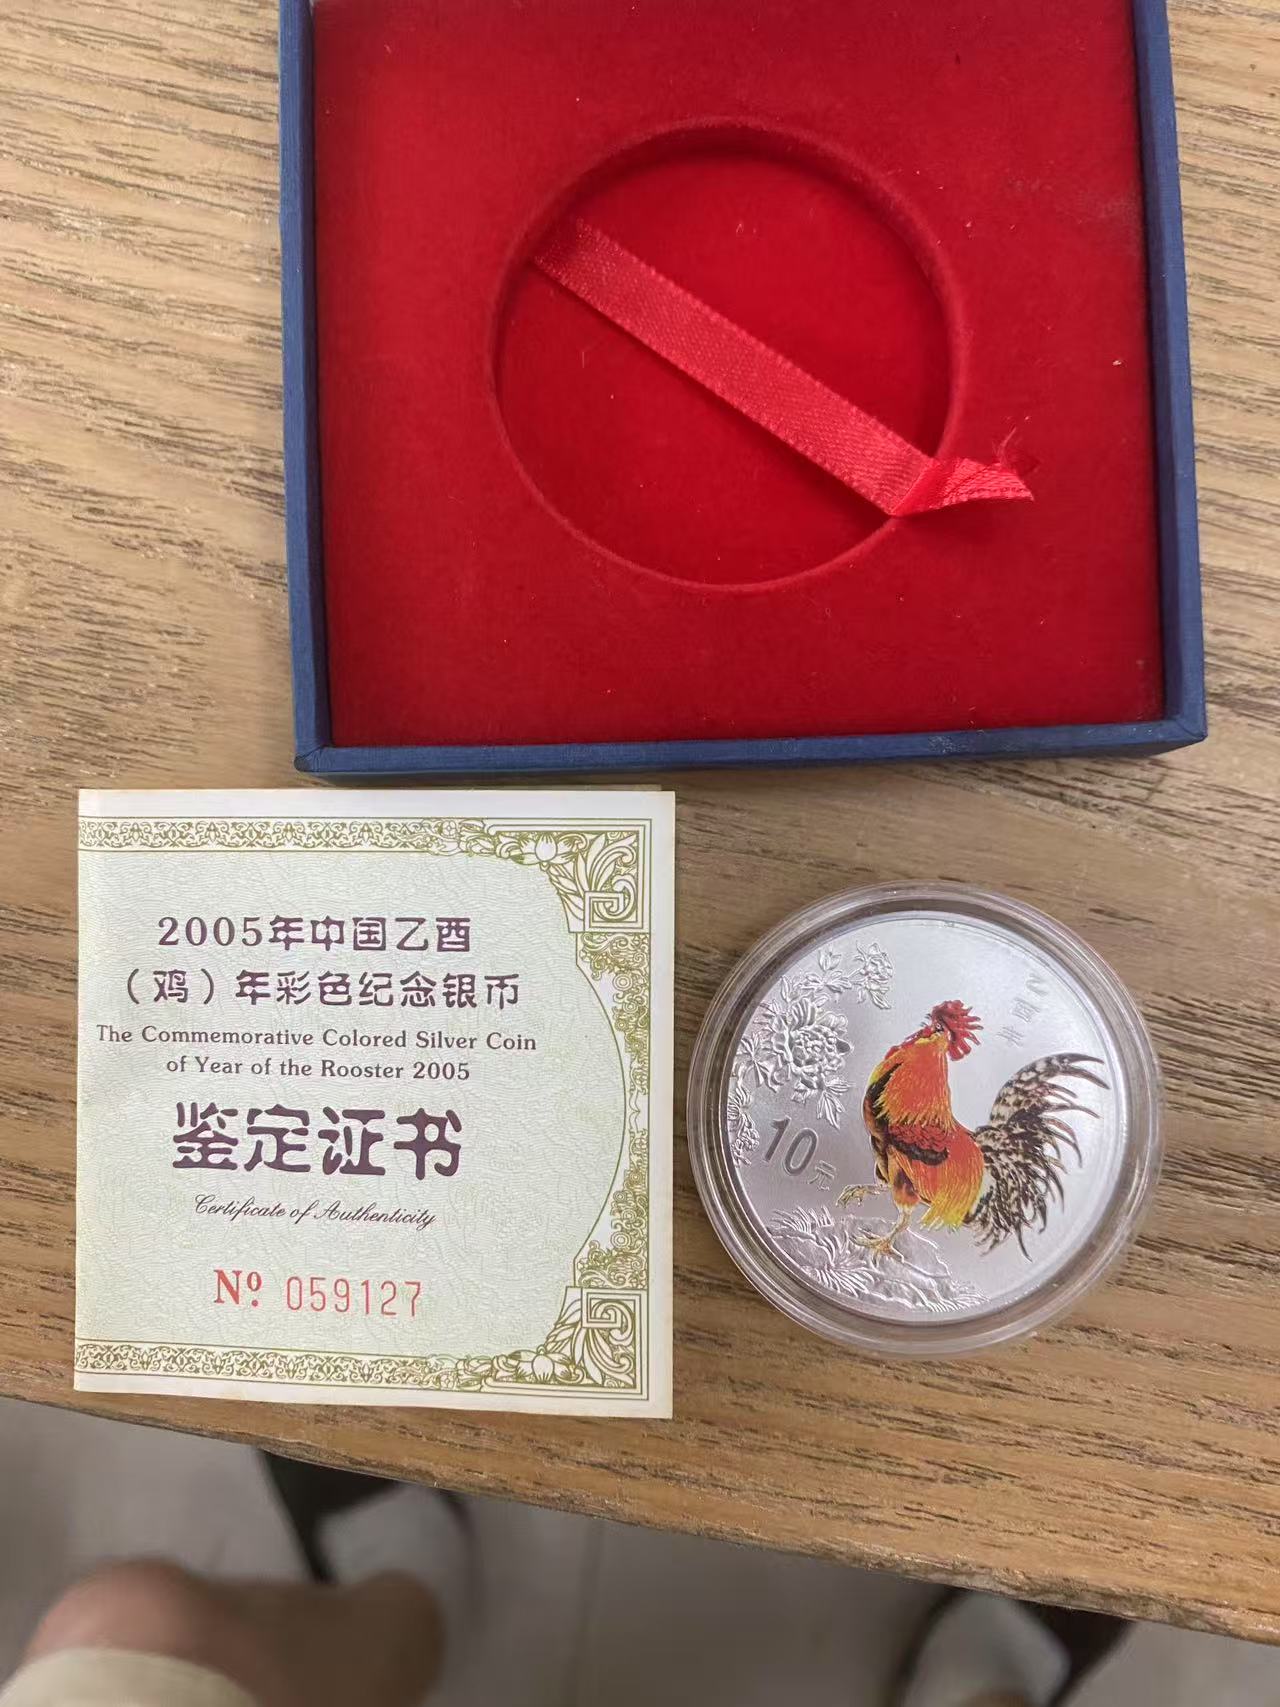 2005年中国乙酉
（鸡）年彩色纪念银币
The Commemorative Colored Silver Coin
of Year of the Rooster 2005
鉴定证书
Certificate of Authenticity
Nº. 059127
10元